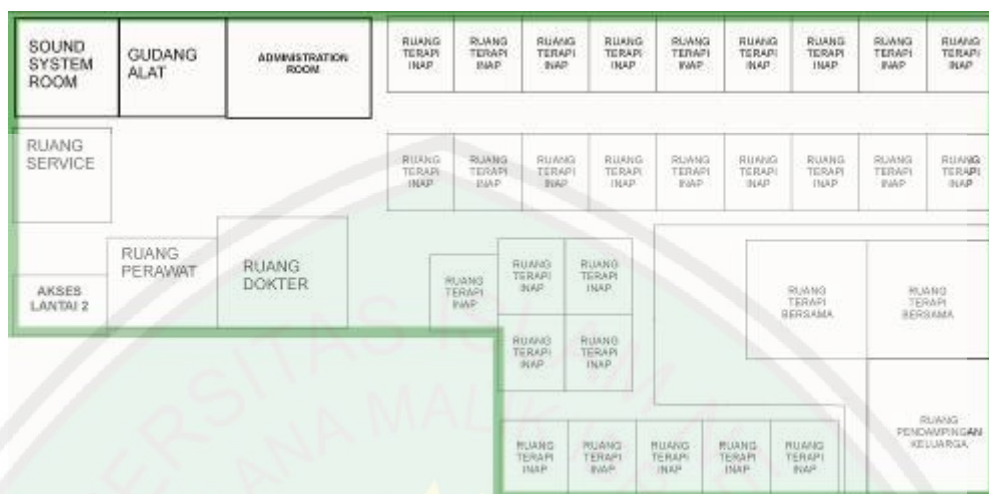 SOUND
SYSTEM
ROOM
GUDANG
ALAT
ADMINISTRATION
ROOM
RUANG
TERAPI
INAP
RUANG
TERAPI
INAP
RUANG
TERAPI
INAP
RUANG
TERAPI
INAP
RUANG
TERAPI
INAP
RUANG
TERAPI
INAP
RUANG
TERAPI
INAP
RUANG
TERAPI
INAP
RUANG
TERAPI
INAP
RUANG
SERVICE
RUANG
TERAPI
INAP
RUANG
TERAPI
INAP
RUANG
TERAPI
INAP
RUANG
TERAPI
INAP
RUANG
TERAPI
INAP
RUANG
TERAPI
INAP
RUANG
TERAPI
INAP
RUANG
TERAPI
INAP
RUANG
TERAPI
INAP
AKSES
LANTAI 2
RUANG
PERAWAT
RUANG
DOKTER
RUANG
TERAPI
INAP
RUANG
TERAPI
INAP
RUANG
TERAPI
INAP
RUANG
TERAPI
INAP
RUANG
TERAPI
INAP
RUANG
TERAPI
BERSAMA
RUANG
TERAPI
BERSAMA
RUANG
PENDAMPINGAN
KELUARGA
RUANG
TERAPI
INAP
RUANG
TERAPI
INAP
RUANG
TERAPI
INAP
RUANG
TERAPI
INAP
RUANG
TERAPI
INAP